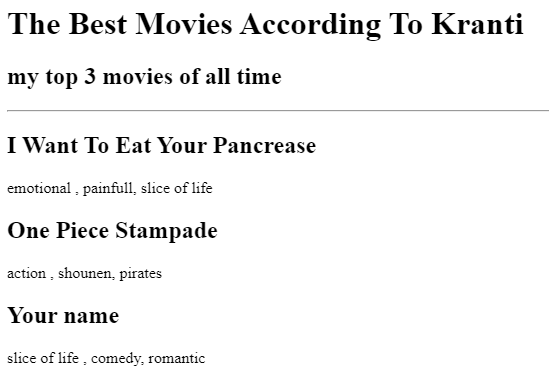 The Best Movies According To Kranti
my top 3 movies of all time
I Want To Eat Your Pancrease
emotional , painfull, slice of life
One Piece Stampade
action , shounen, pirates
Your name
slice of life , comedy, romantic